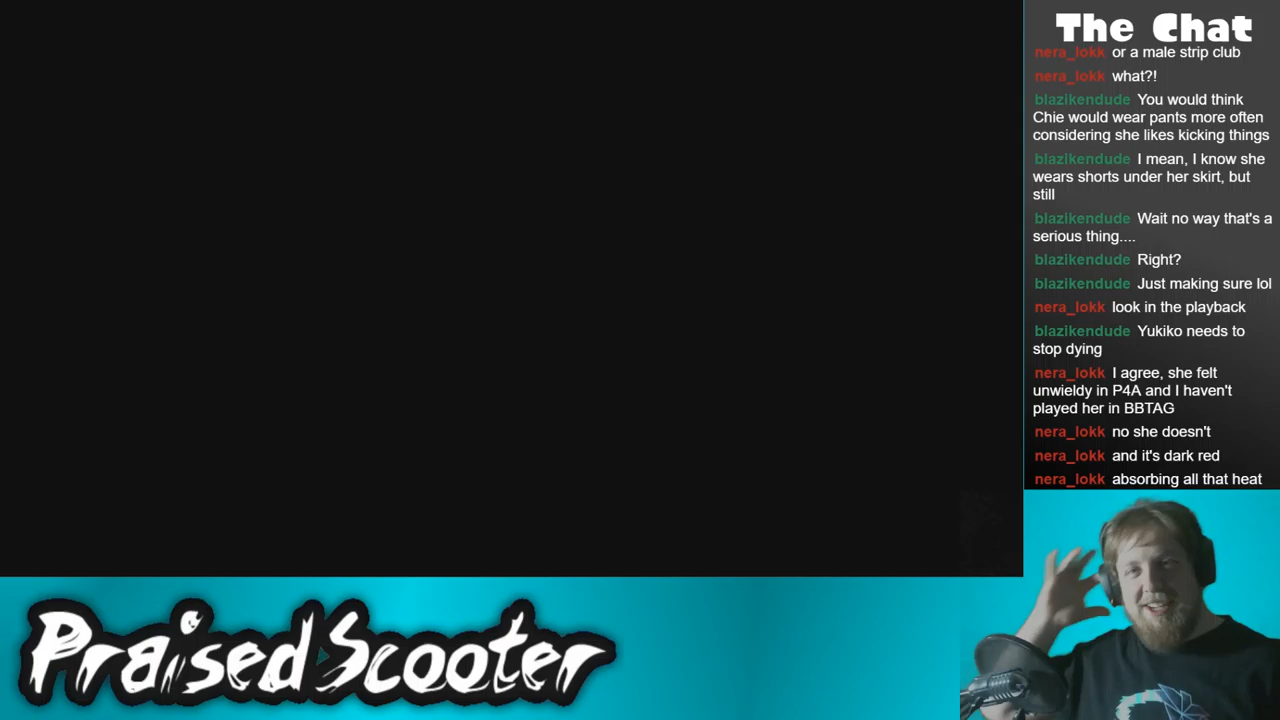 The Chat
nera_lokk or a male strip club
nera_lokk what?!
blazikendude You would think
Chie would wear pants more often
considering she likes kicking things
blazikendude I mean, I know she
wears shorts under her skirt, but
still
blazikendude Wait no way that's a
serious thing....
blazikendude Right?
blazikendude Just making sure lol
nera_lokk look in the playback
blazikendude Yukiko needs to
stop dying
nera_lokk I agree, she felt
unwieldy in P4A and I haven't
played her in BBTAG
nera_lokk no she doesn't
nera_lokk and it's dark red
nera_lokk absorbing all that heat
PraisedScooter